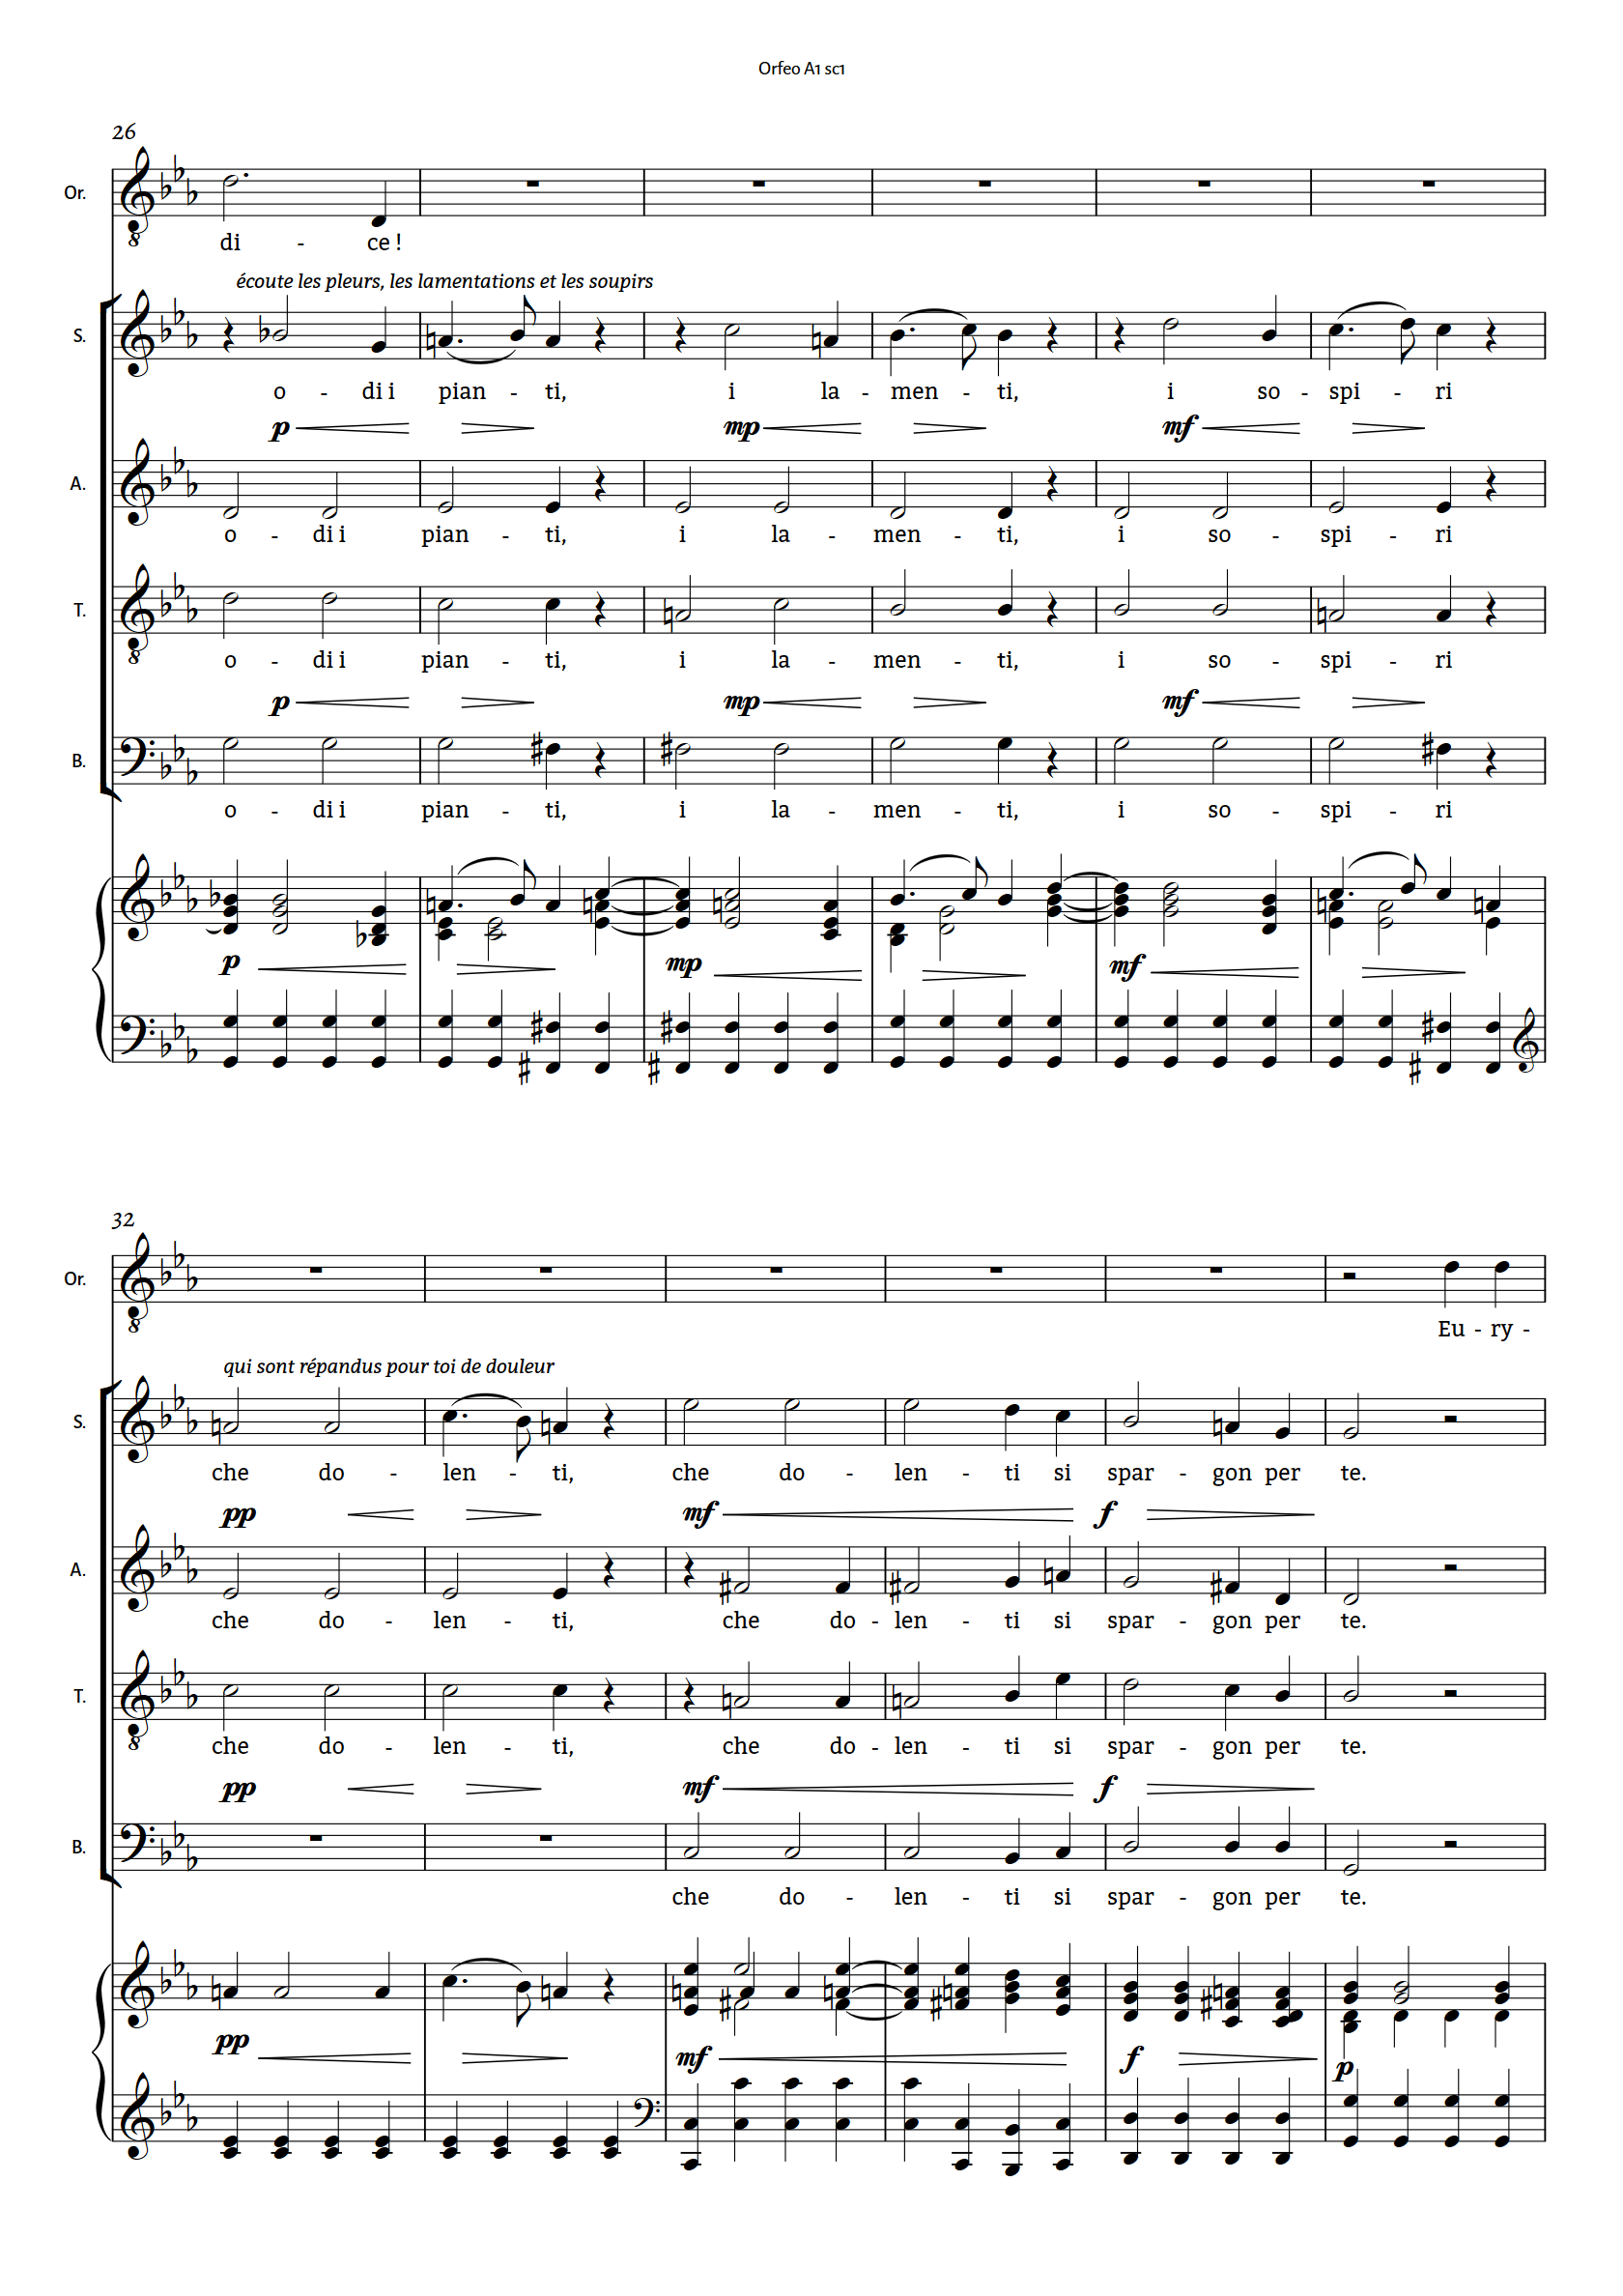 Orfeo A1 sc1
26
Or.
di - ce !
écoute les pleurs, les lamentations et les soupirs
S.
o - di i pian - ti, i la - men - ti, i so - spi - ri
p mp mf
A.
o - di i pian - ti, i la - men - ti, i so - spi - ri
T.
o - di i pian - ti, i la - men - ti, i so - spi - ri
p mp mf
B.
o - di i pian - ti, i la - men - ti, i so - spi - ri
p mp mf
32
Or.
Eu - ry -
qui sont répandus pour toi de douleur
S.
che do - len - ti, che do - len - ti si spar - gon per te.
pp mf f
A.
che do - len - ti, che do - len - ti si spar - gon per te.
T.
che do - len - ti, che do - len - ti si spar - gon per te.
pp mf f
B.
che do - len - ti si spar - gon per te.
pp mf f p